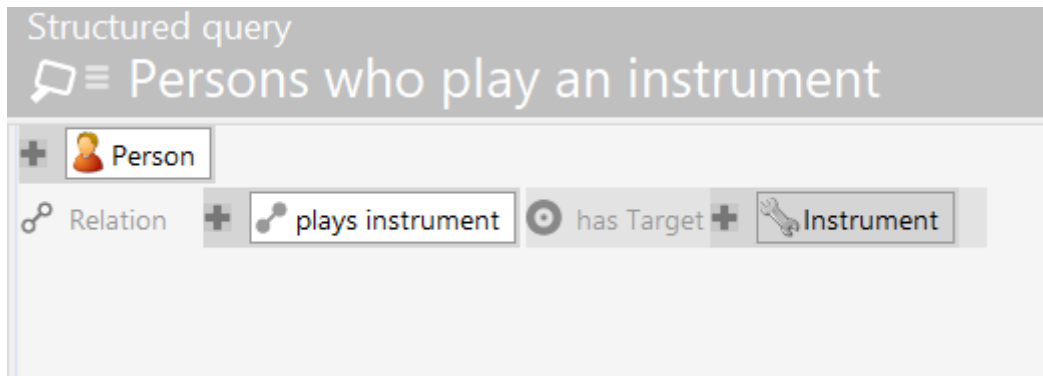 Structured query
Persons who play an instrument
Person
Relation plays instrument has Target Instrument